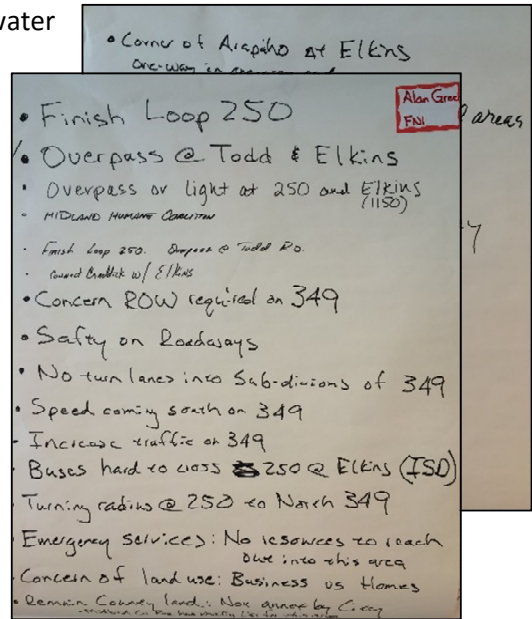 water
• Corner of Arapaho at Elkins
one-way in
areas
Alan Green
FNI
• Finish Loop 250
• Overpass @ Todd & Elkins
• Overpass or light at 250 and Elkins
(1150)
- MIDLAND HUMANE COALITION
• Finish Loop 250. Overpass @ Todd RD.
• Connect Craddick w/ Elkins
• Concern ROW required on 349
• Safty on Roadways
• No turn lanes into Sub-divisions of 349
• Speed coming south on 349
- Increase traffic on 349
- Buses hard to cross 250 @ Elkins (ISD)
- Turning radius @ 250 to North 349
- Emergency services: No resources to reach
out into this area
- Concern of land use: Business vs Homes
- Remain County land: Not annex by City